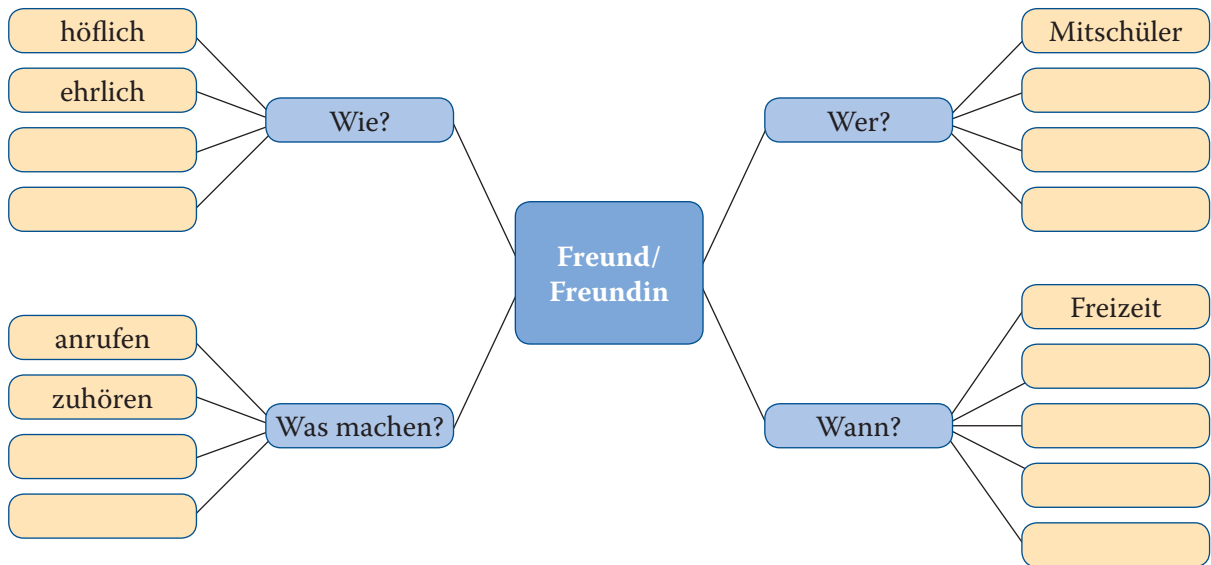 höflich
ehrlich
Wie?
Mitschüler
Wer?
Freund/
Freundin
anrufen
zuhören
Was machen?
Freizeit
Wann?